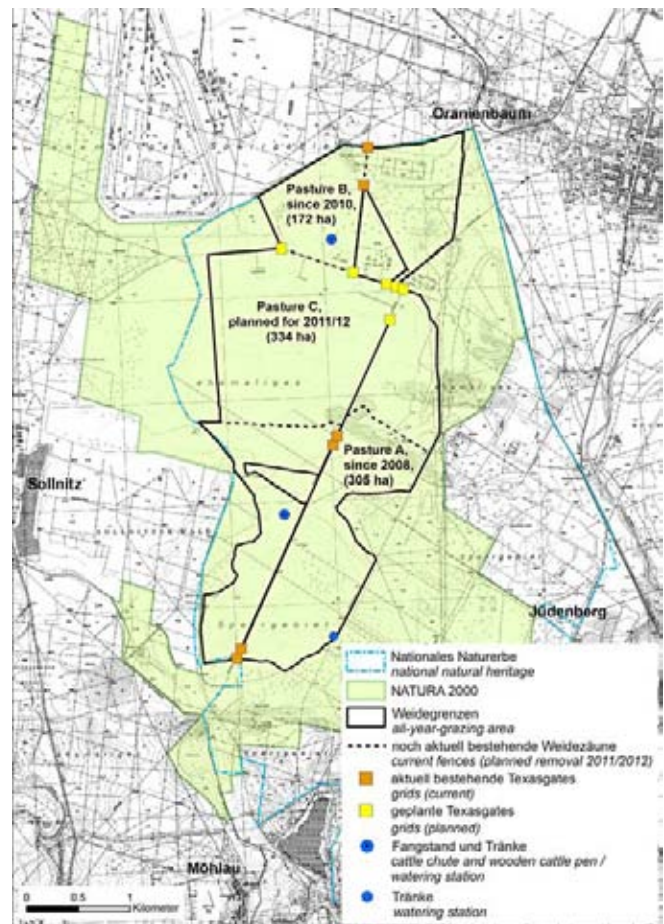 Oranienbaum
Pasture B,
since 2010,
(172 ha)
Pasture C,
planned for 2011/12
(334 ha)
ehemaliges
Pasture A,
since 2008,
(305 ha)
Sollnitz
Jüdenberg
Nationales Naturerbe
national natural heritage
NATURA 2000
Weidegrenzen
all-year-grazing area
noch aktuell bestehende Weidezäune
current fences (planned removal 2011/2012)
aktuell bestehende Texasgates
grids (current)
geplante Texasgates
grids (planned)
Fangstand und Tränke
cattle chute and wooden cattle pen /
watering station
Tränke
watering station
Möhlau
0 0.5 1
Kilometer